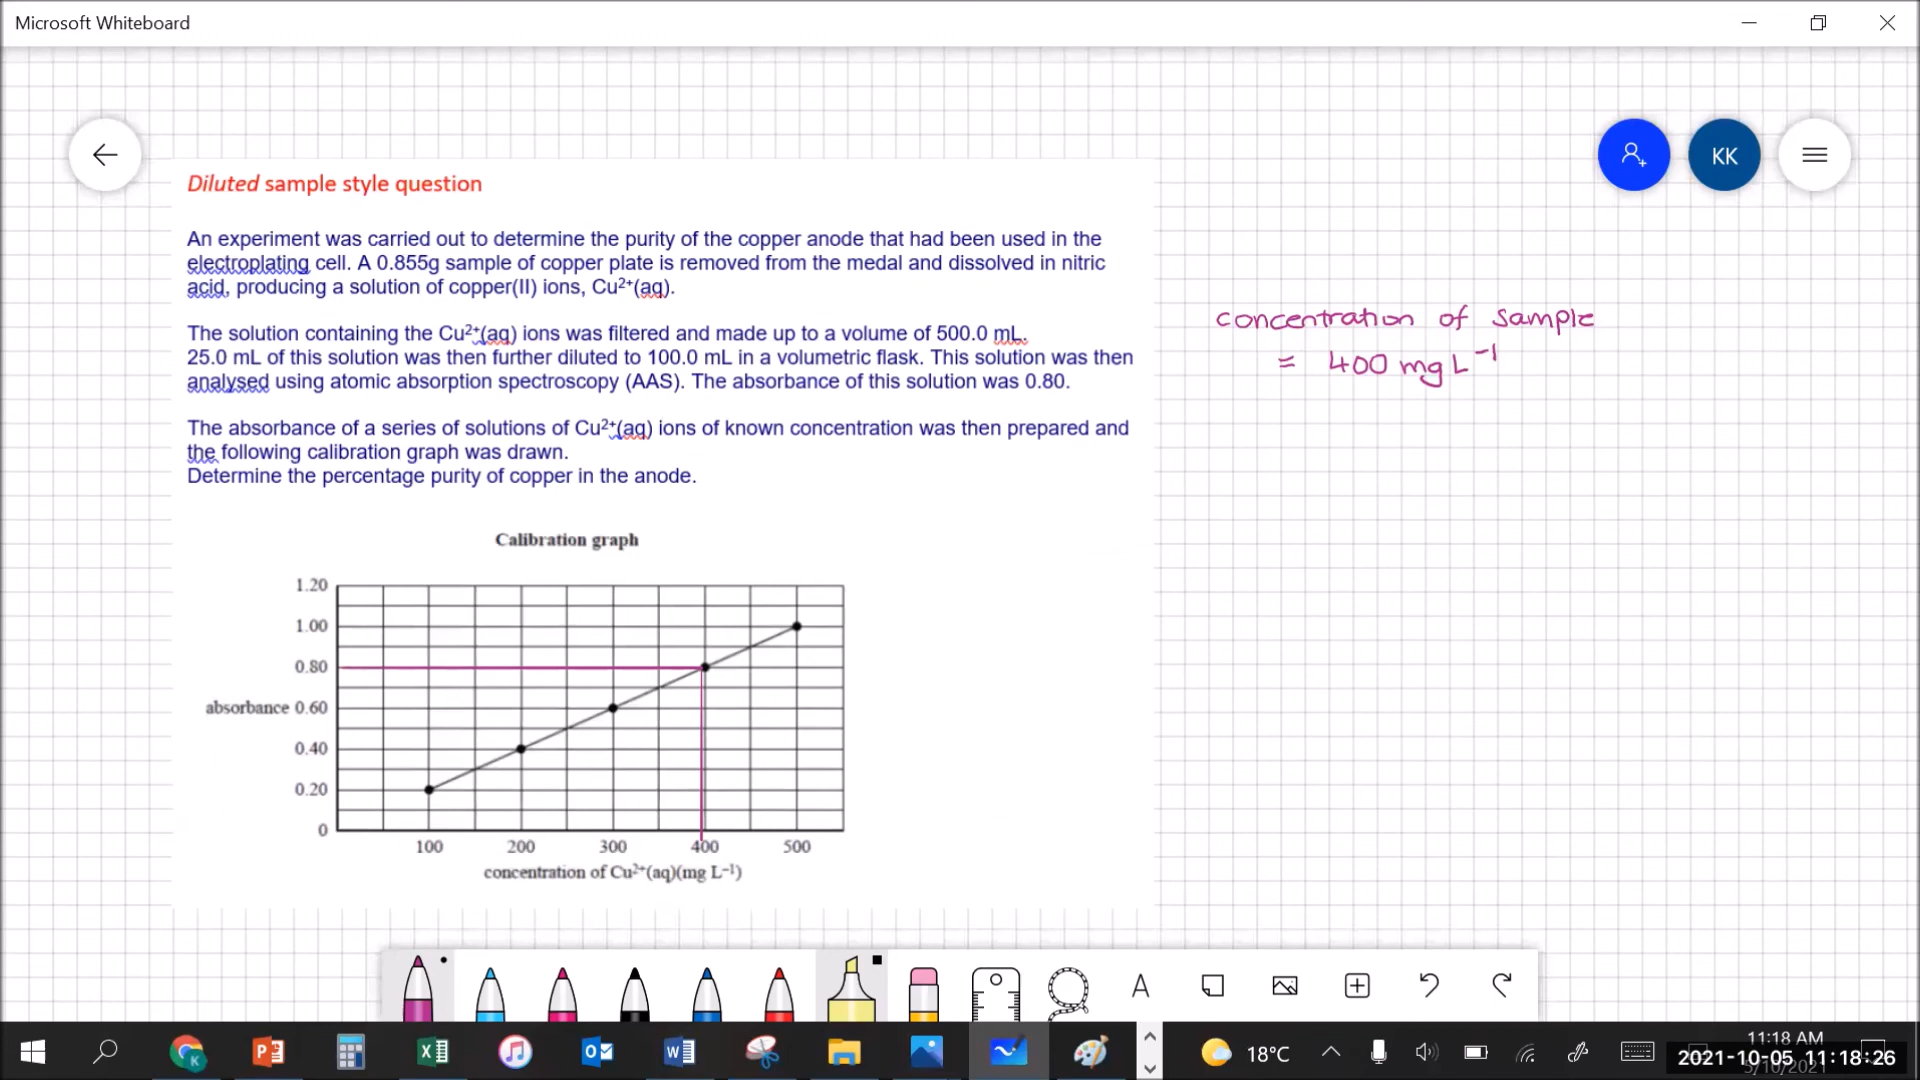 Microsoft Whiteboard
KK
Diluted sample style question
An experiment was carried out to determine the purity of the copper anode that had been used in the
electroplating cell. A 0.855g sample of copper plate is removed from the medal and dissolved in nitric
acid, producing a solution of copper(II) ions, Cu²⁺(aq).
The solution containing the Cu²⁺(aq) ions was filtered and made up to a volume of 500.0 mL.
25.0 mL of this solution was then further diluted to 100.0 mL in a volumetric flask. This solution was then
analysed using atomic absorption spectroscopy (AAS). The absorbance of this solution was 0.80.
The absorbance of a series of solutions of Cu²⁺(aq) ions of known concentration was then prepared and
the following calibration graph was drawn.
Determine the percentage purity of copper in the anode.
concentration of sample
= 400 mg L⁻¹
Calibration graph
1.20
1.00
0.80
absorbance 0.60
0.40
0.20
0
100 200 300 400 500
concentration of Cu²⁺(aq)(mg L⁻¹)
A
18°C
11:18 AM
2021-10-05 11:18:26